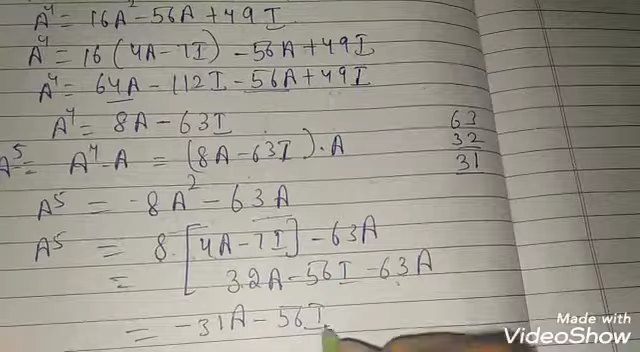 A⁴ = 16A² - 56A + 49I
A⁴ = 16(4A - 7I) - 56A + 49I
A⁴ = 64A - 112I - 56A + 49I
A⁴ = 8A - 63I
A⁵ = A⁴·A = (8A - 63I)·A
A⁵ = 8A² - 63A
A⁵ = 8[4A - 7I] - 63A
= [32A - 56I - 63A
= -31A - 56I
63
32
31
Made with
VideoShow